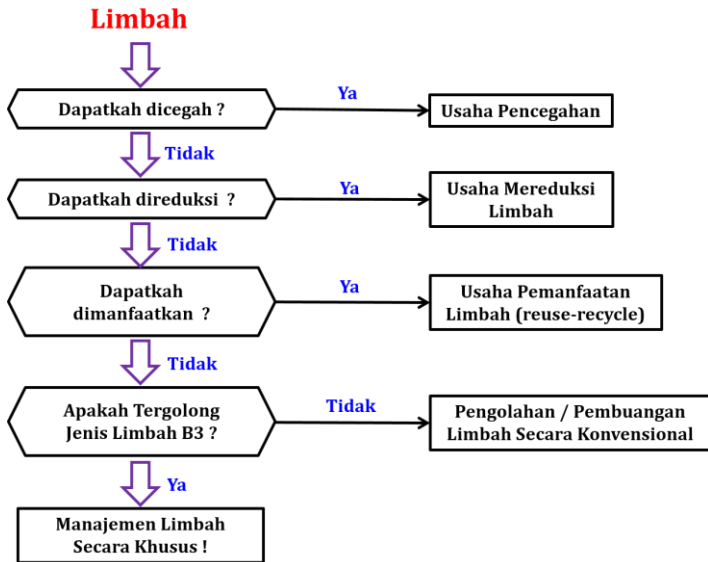 Limbah
Dapatkah dicegah ?
Ya
Usaha Pencegahan
Tidak
Dapatkah direduksi  ?
Ya
Usaha Mereduksi
Limbah
Tidak
Dapatkah
dimanfaatkan  ?
Ya
Usaha Pemanfaatan
Limbah (reuse-recycle)
Tidak
Apakah Tergolong
Jenis Limbah B3 ?
Tidak
Pengolahan / Pembuangan
Limbah Secara Konvensional
Ya
Manajemen Limbah
Secara Khusus !